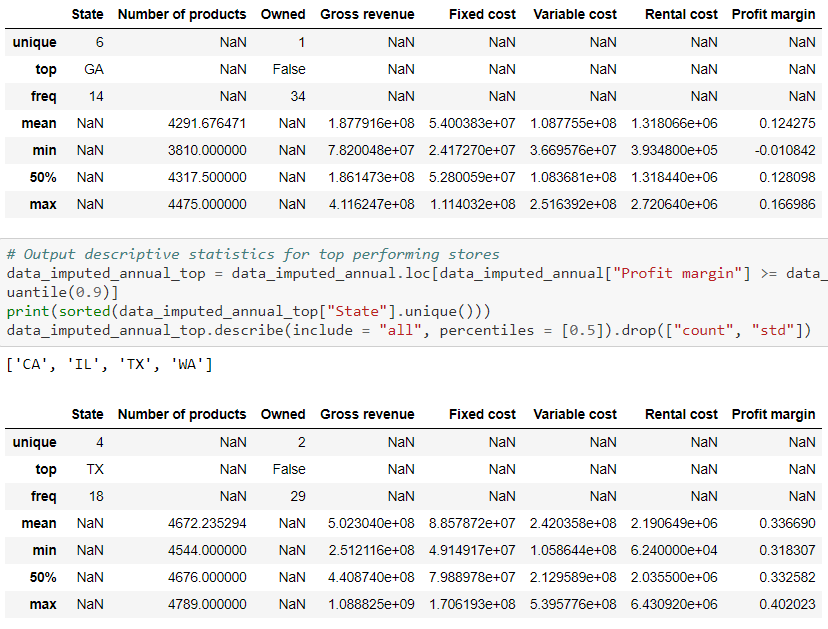 State Number of products Owned Gross revenue Fixed cost Variable cost Rental cost Profit margin
unique 6 NaN 1 NaN NaN NaN NaN NaN
top GA NaN False NaN NaN NaN NaN NaN
freq 14 NaN 34 NaN NaN NaN NaN NaN
mean NaN 4291.676471 NaN 1.877916e+08 5.400383e+07 1.087755e+08 1.318066e+06 0.124275
min NaN 3810.000000 NaN 7.820048e+07 2.417270e+07 3.669576e+07 3.934800e+05 -0.010842
50% NaN 4317.500000 NaN 1.861473e+08 5.280059e+07 1.083681e+08 1.318440e+06 0.128098
max NaN 4475.000000 NaN 4.116247e+08 1.114032e+08 2.516392e+08 2.720640e+06 0.166986
# Output descriptive statistics for top performing stores
data_imputed_annual_top = data_imputed_annual.loc[data_imputed_annual["Profit margin"] >= data_
uantile(0.9)]
print(sorted(data_imputed_annual_top["State"].unique()))
data_imputed_annual_top.describe(include = "all", percentiles = [0.5]).drop(["count", "std"])
['CA', 'IL', 'TX', 'WA']
State Number of products Owned Gross revenue Fixed cost Variable cost Rental cost Profit margin
unique 4 NaN 2 NaN NaN NaN NaN NaN
top TX NaN False NaN NaN NaN NaN NaN
freq 18 NaN 29 NaN NaN NaN NaN NaN
mean NaN 4672.235294 NaN 5.023040e+08 8.857872e+07 2.420358e+08 2.190649e+06 0.336690
min NaN 4544.000000 NaN 2.512116e+08 4.914917e+07 1.058644e+08 6.240000e+04 0.318307
50% NaN 4676.000000 NaN 4.408740e+08 7.988978e+07 2.129589e+08 2.035500e+06 0.332582
max NaN 4789.000000 NaN 1.088825e+09 1.706193e+08 5.395776e+08 6.430920e+06 0.402023